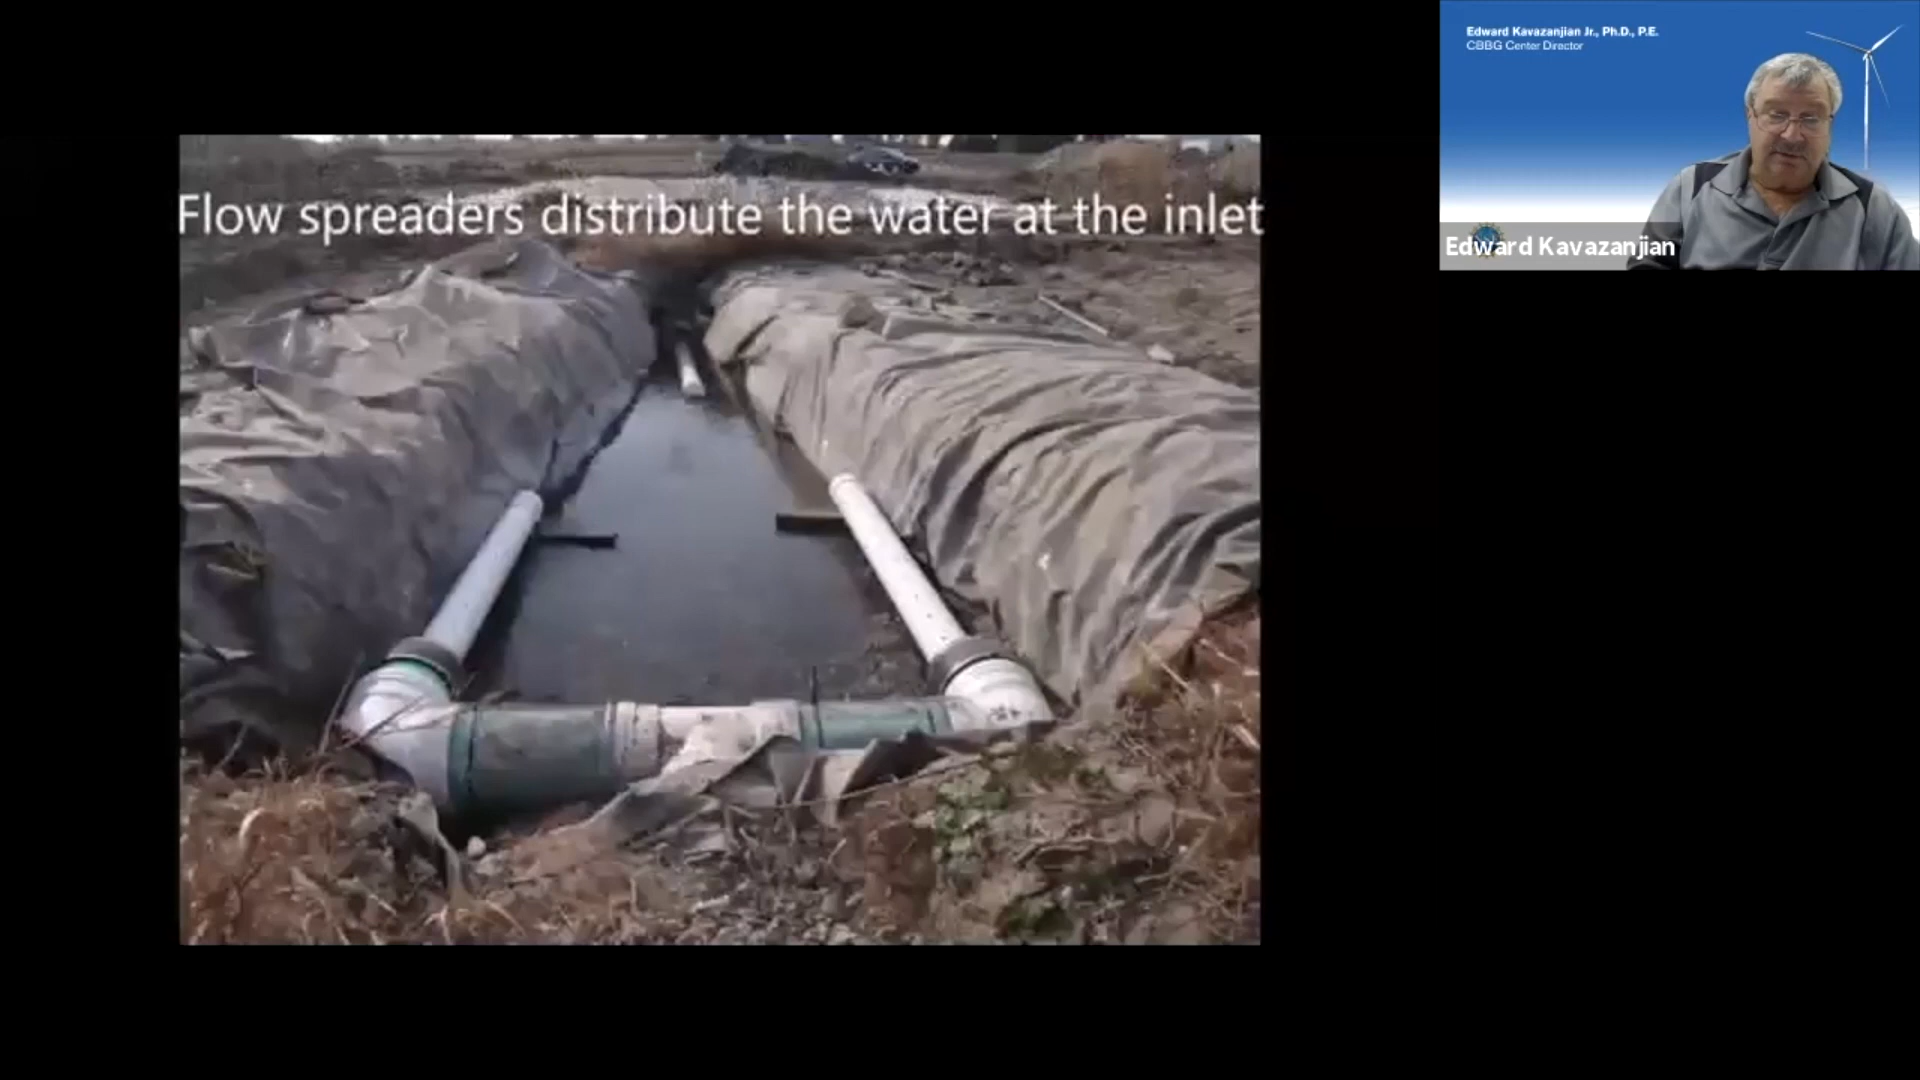 Flow spreaders distribute the water at the inlet
Edward Kavazanjian Jr., Ph.D., P.E.
CBBG Center Director
Edward Kavazanjian